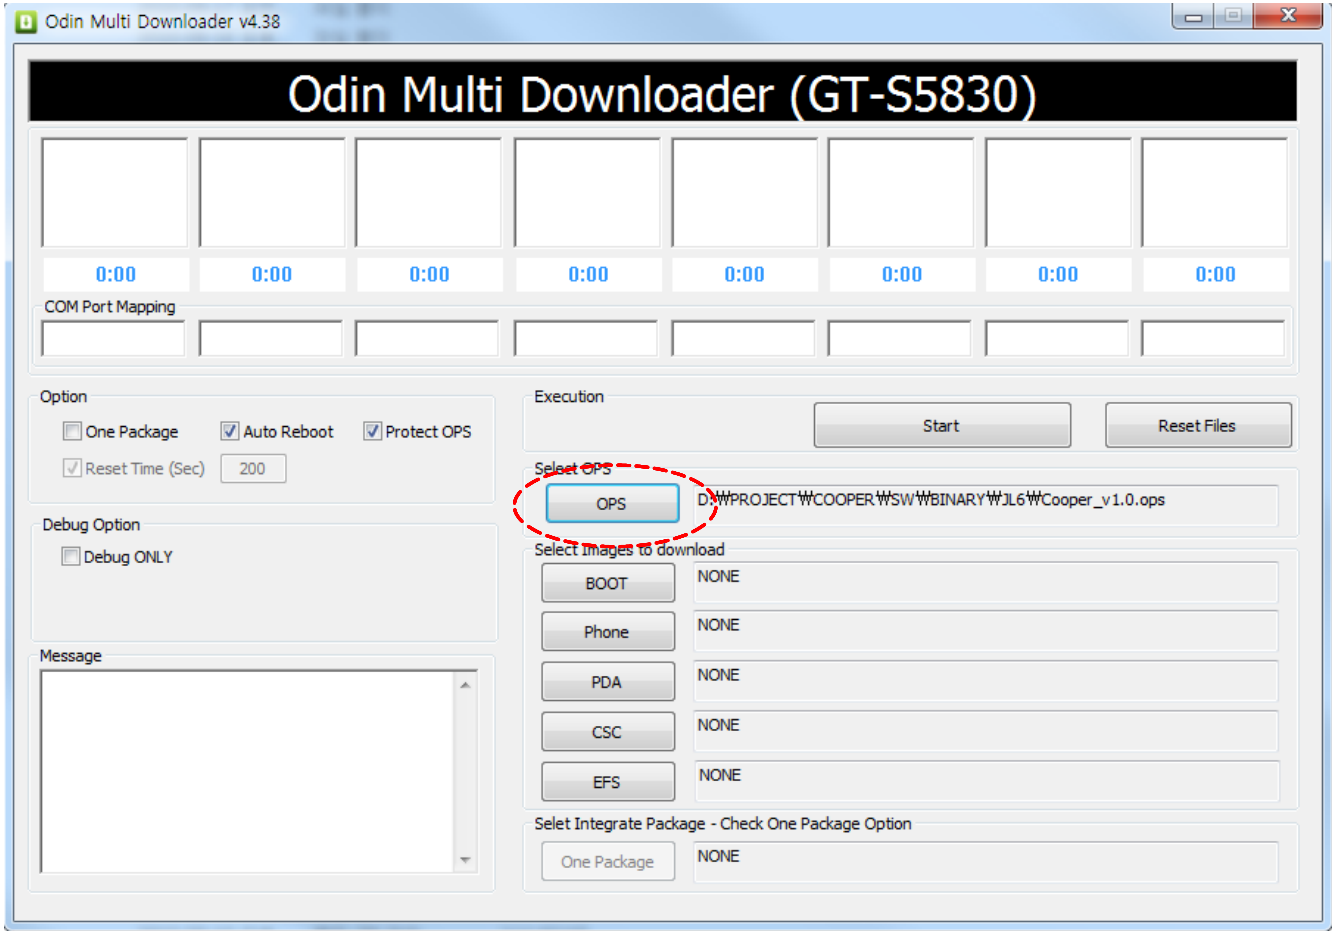 Odin Multi Downloader v4.38
Odin Multi Downloader (GT-S5830)
0:00 0:00 0:00 0:00 0:00 0:00 0:00 0:00
COM Port Mapping
Option
One Package Auto Reboot Protect OPS
Reset Time (Sec) 200
Debug Option
Debug ONLY
Message
Execution
Start Reset Files
Select OPS
OPS D:₩PROJECT₩COOPER₩SW₩BINARY₩JL6₩Cooper_v1.0.ops
Select Images to download
BOOT NONE
Phone NONE
PDA NONE
CSC NONE
EFS NONE
Selet Integrate Package - Check One Package Option
One Package NONE